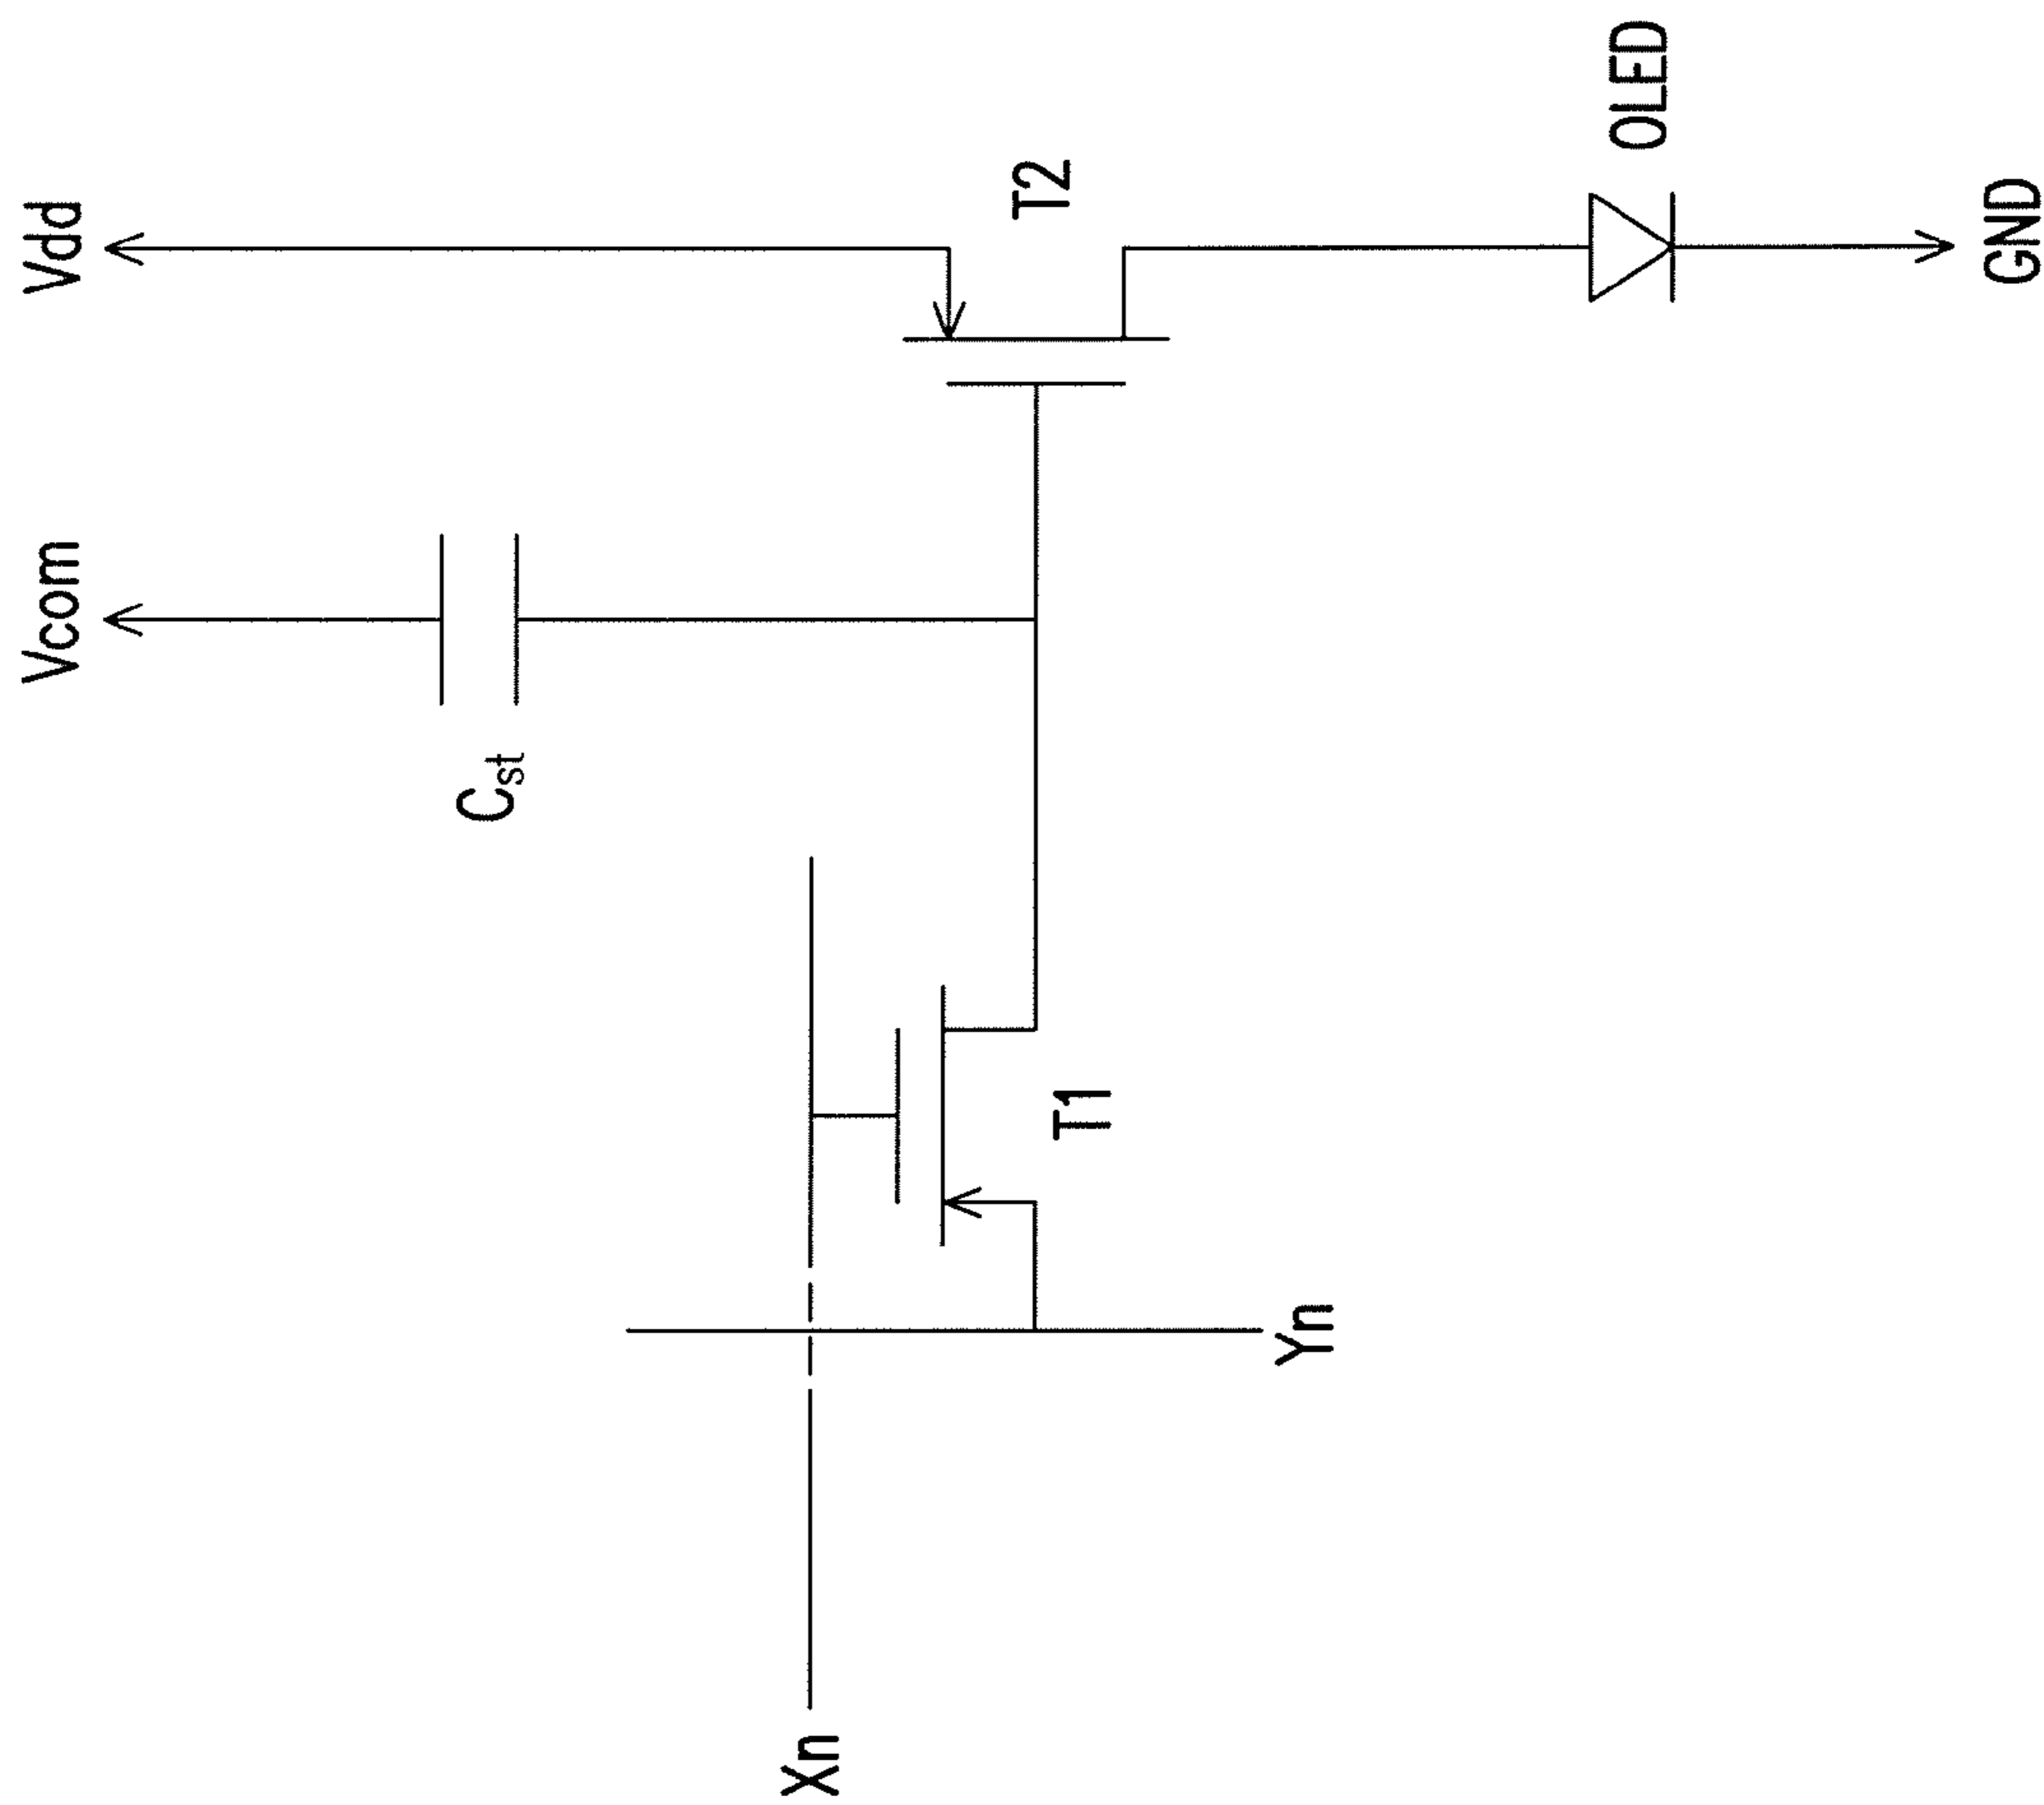 Vdd
Vcom
Cst
T2
OLED
GND
T1
Xn
Yn